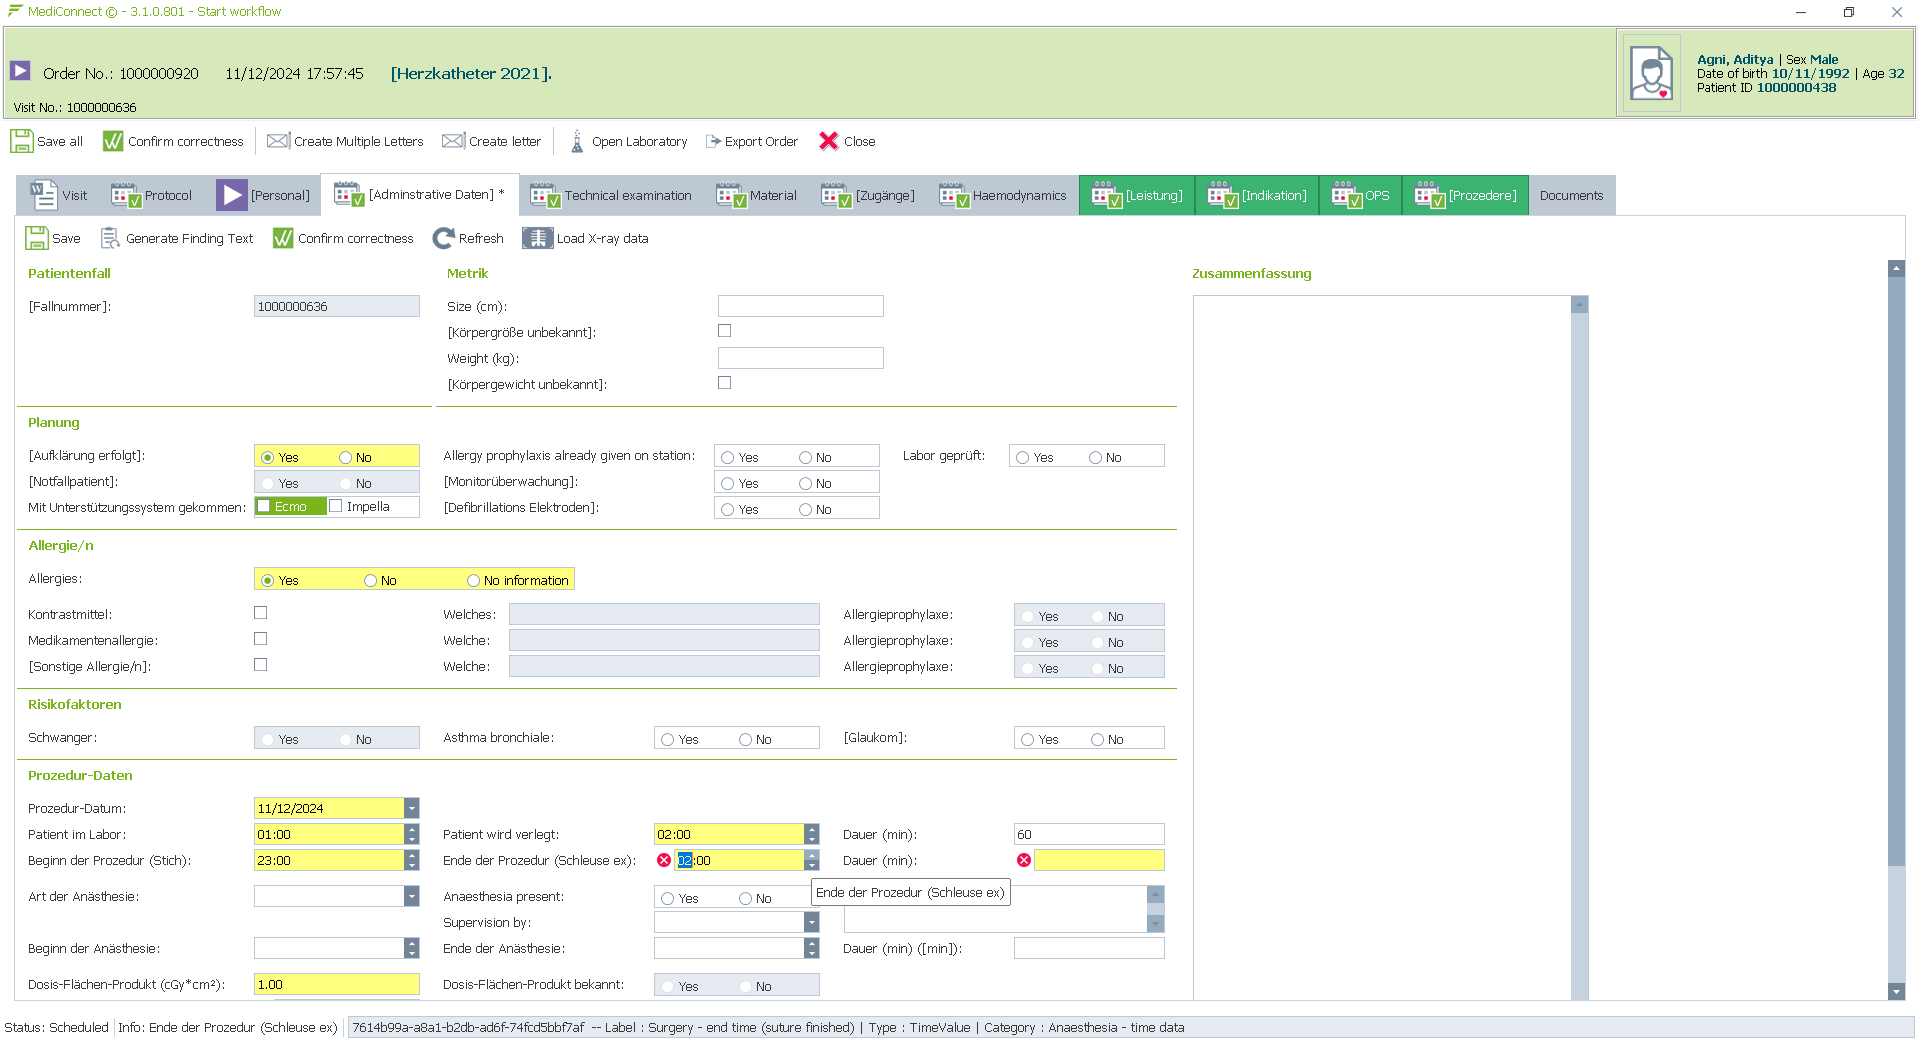 MediConnect © - 3.1.0.801 - Start workflow
Order No.: 1000000920 11/12/2024 17:57:45 [Herzkatheter 2021].
Visit No.: 1000000636
Agni, Aditya | Sex Male
Date of birth 10/11/1992 | Age 32
Patient ID 1000000438
Save all Confirm correctness Create Multiple Letters Create letter Open Laboratory Export Order Close
Visit Protocol [Personal] [Adminstrative Daten] * Technical examination Material [Zugänge] Haemodynamics [Leistung] [Indikation] OPS [Prozedere] Documents
Save Generate Finding Text Confirm correctness Refresh Load X-ray data
Patientenfall Metrik Zusammenfassung
[Fallnummer]: 1000000636 Size (cm):
[Körpergröße unbekannt]:
Weight (kg):
[Körpergewicht unbekannt]:
Planung
[Aufklärung erfolgt]: Yes No Allergy prophylaxis already given on station: Yes No Labor geprüft: Yes No
[Notfallpatient]: Yes No [Monitorüberwachung]: Yes No
Mit Unterstützungssystem gekommen: Ecmo Impella [Defibrillations Elektroden]: Yes No
Allergie/n
Allergies: Yes No No information
Kontrastmittel: Welches: Allergieprophylaxe: Yes No
Medikamentenallergie: Welche: Allergieprophylaxe: Yes No
[Sonstige Allergie/n]: Welche: Allergieprophylaxe: Yes No
Risikofaktoren
Schwanger: Yes No Asthma bronchiale: Yes No [Glaukom]: Yes No
Prozedur-Daten
Prozedur-Datum: 11/12/2024
Patient im Labor: 01:00 Patient wird verlegt: 02:00 Dauer (min): 60
Beginn der Prozedur (Stich): 23:00 Ende der Prozedur (Schleuse ex): 02:00 Dauer (min):
Ende der Prozedur (Schleuse ex)
Art der Anästhesie: Anaesthesia present: Yes No
Supervision by:
Beginn der Anästhesie: Ende der Anästhesie: Dauer (min) ([min]):
Dosis-Flächen-Produkt (cGy*cm²): 1.00 Dosis-Flächen-Produkt bekannt: Yes No
Status: Scheduled Info: Ende der Prozedur (Schleuse ex) 7614b99a-a8a1-b2db-ad6f-74fcd5bbf7af -- Label : Surgery - end time (suture finished) | Type : TimeValue | Category : Anaesthesia - time data